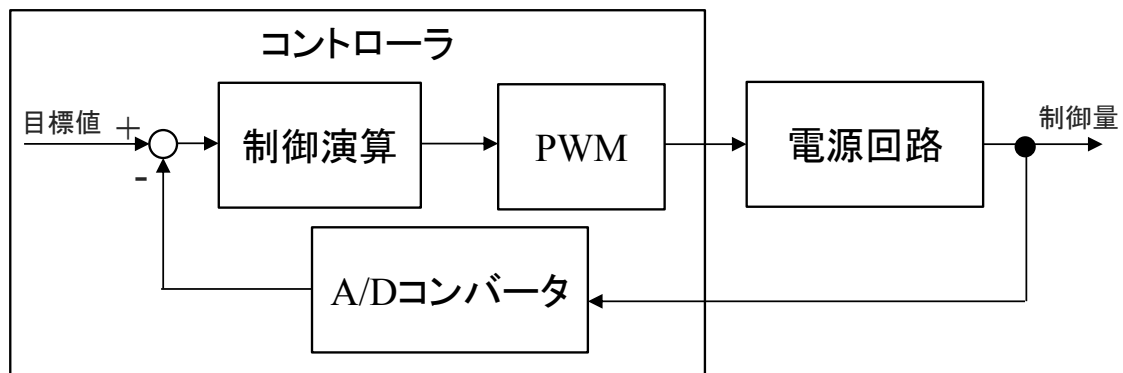 コントローラ
目標値
+
-
制御演算
PWM
電源回路
制御量
A/Dコンバータ